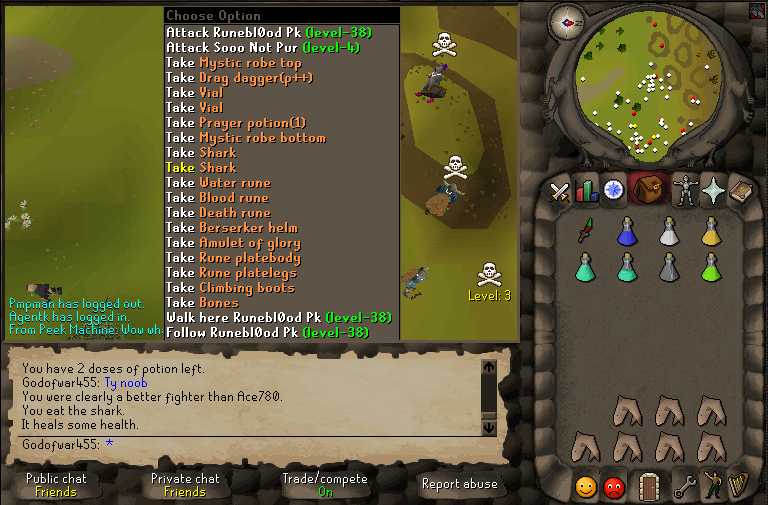 Choose Option
Attack Runebl0od Pk (level-38)
Attack Sooo Not Pur (level-4)
Take Mystic robe top
Take Drag dagger(p++)
Take Vial
Take Vial
Take Prayer potion(1)
Take Mystic robe bottom
Take Shark
Take Shark
Take Water rune
Take Blood rune
Take Death rune
Take Berserker helm
Take Amulet of glory
Take Rune platebody
Take Rune platelegs
Take Climbing boots
Take Bones
Walk here Runebl0od Pk (level-38)
Follow Runebl0od Pk (level-38)
Level: 3
Pmpman has logged out.
Agentk has logged in.
From Peek Machine: Wow wh
You have 2 doses of potion left.
Godofwar455: Ty noob
You were clearly a better fighter than Ace780.
You eat the shark.
It heals some health.
Godofwar455: *
Public chat
Friends
Private chat
Friends
Trade/compete
On
Report abuse